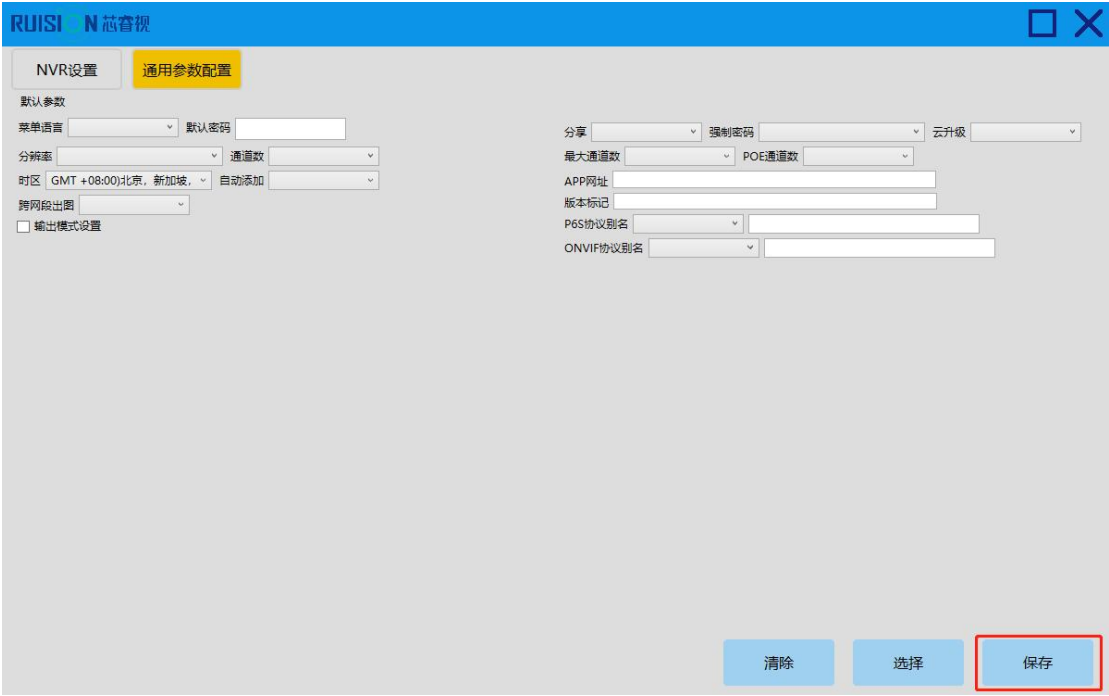 RUISION芯睿视
NVR设置 通用参数配置
默认参数
菜单语言 默认密码
分辨率 通道数
时区 GMT +08:00)北京，新加坡， 自动添加
跨网段出图
输出模式设置
分享 强制密码 云升级
最大通道数 POE通道数
APP网址
版本标记
P6S协议别名
ONVIF协议别名
清除 选择 保存